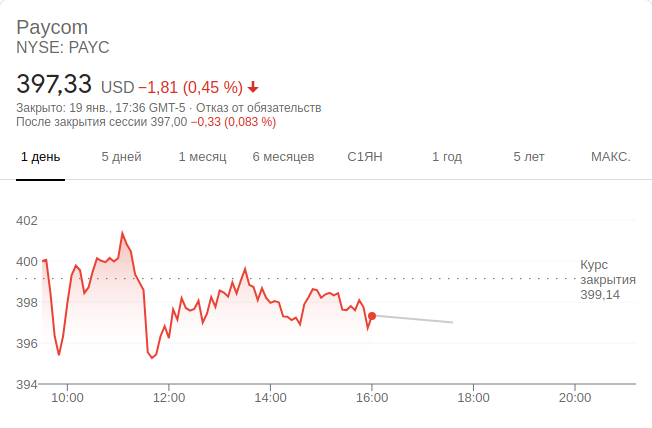 Paycom
NYSE: PAYC
397,33 USD −1,81 (0,45 %)
Закрыто: 19 янв., 17:36 GMT-5 · Отказ от обязательств
После закрытия сессии 397,00 −0,33 (0,083 %)
1 день 5 дней 1 месяц 6 месяцев С1ЯН 1 год 5 лет МАКС.
402
400
398
396
394
Курс
закрытия
399,14
10:00 12:00 14:00 16:00 18:00 20:00